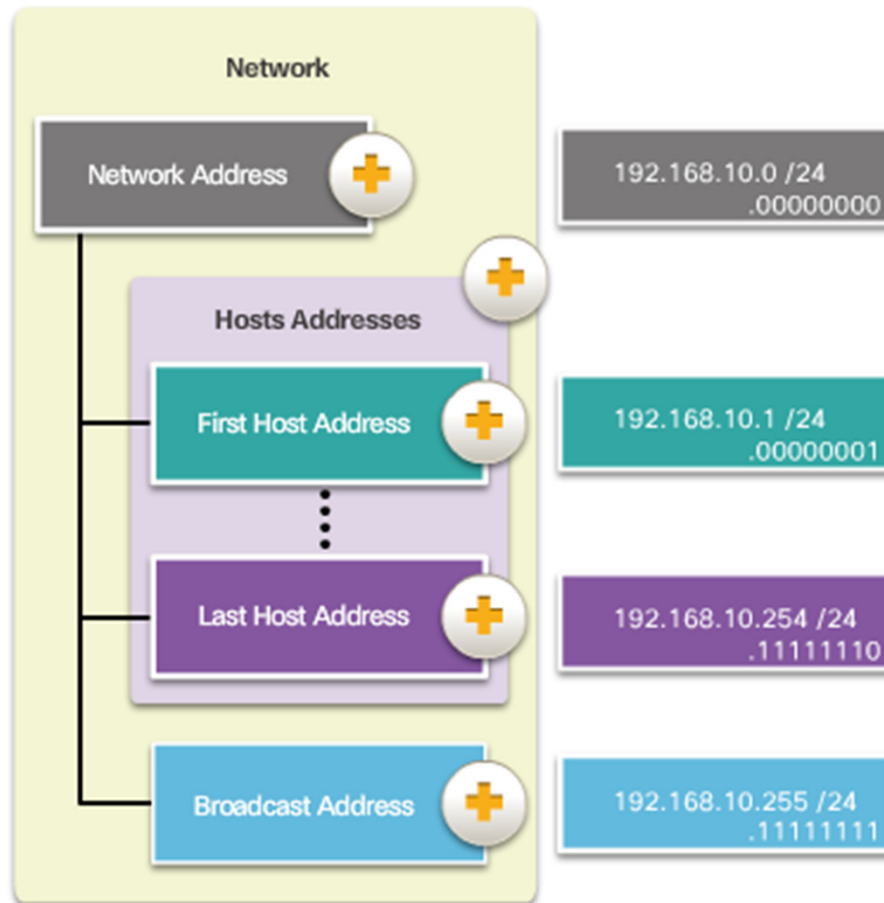 Network
Network Address
192.168.10.0 /24
.00000000
Hosts Addresses
First Host Address
192.168.10.1 /24
.00000001
Last Host Address
192.168.10.254 /24
.11111110
Broadcast Address
192.168.10.255 /24
.11111111